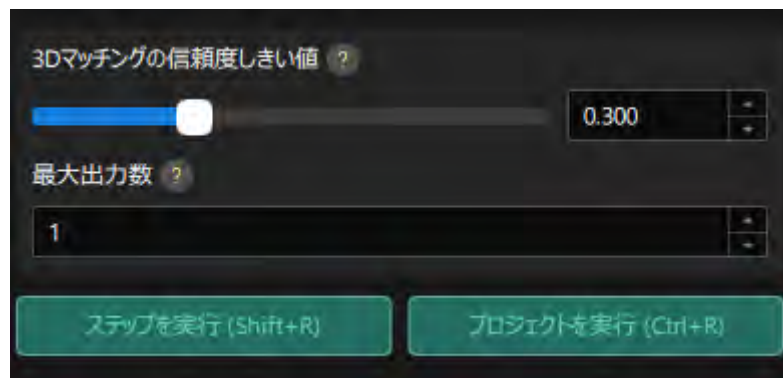 3Dマッチングの信頼度しきい値 ?
0.300
最大出力数 ?
1
ステップを実行 (Shift+R)
プロジェクトを実行 (Ctrl+R)